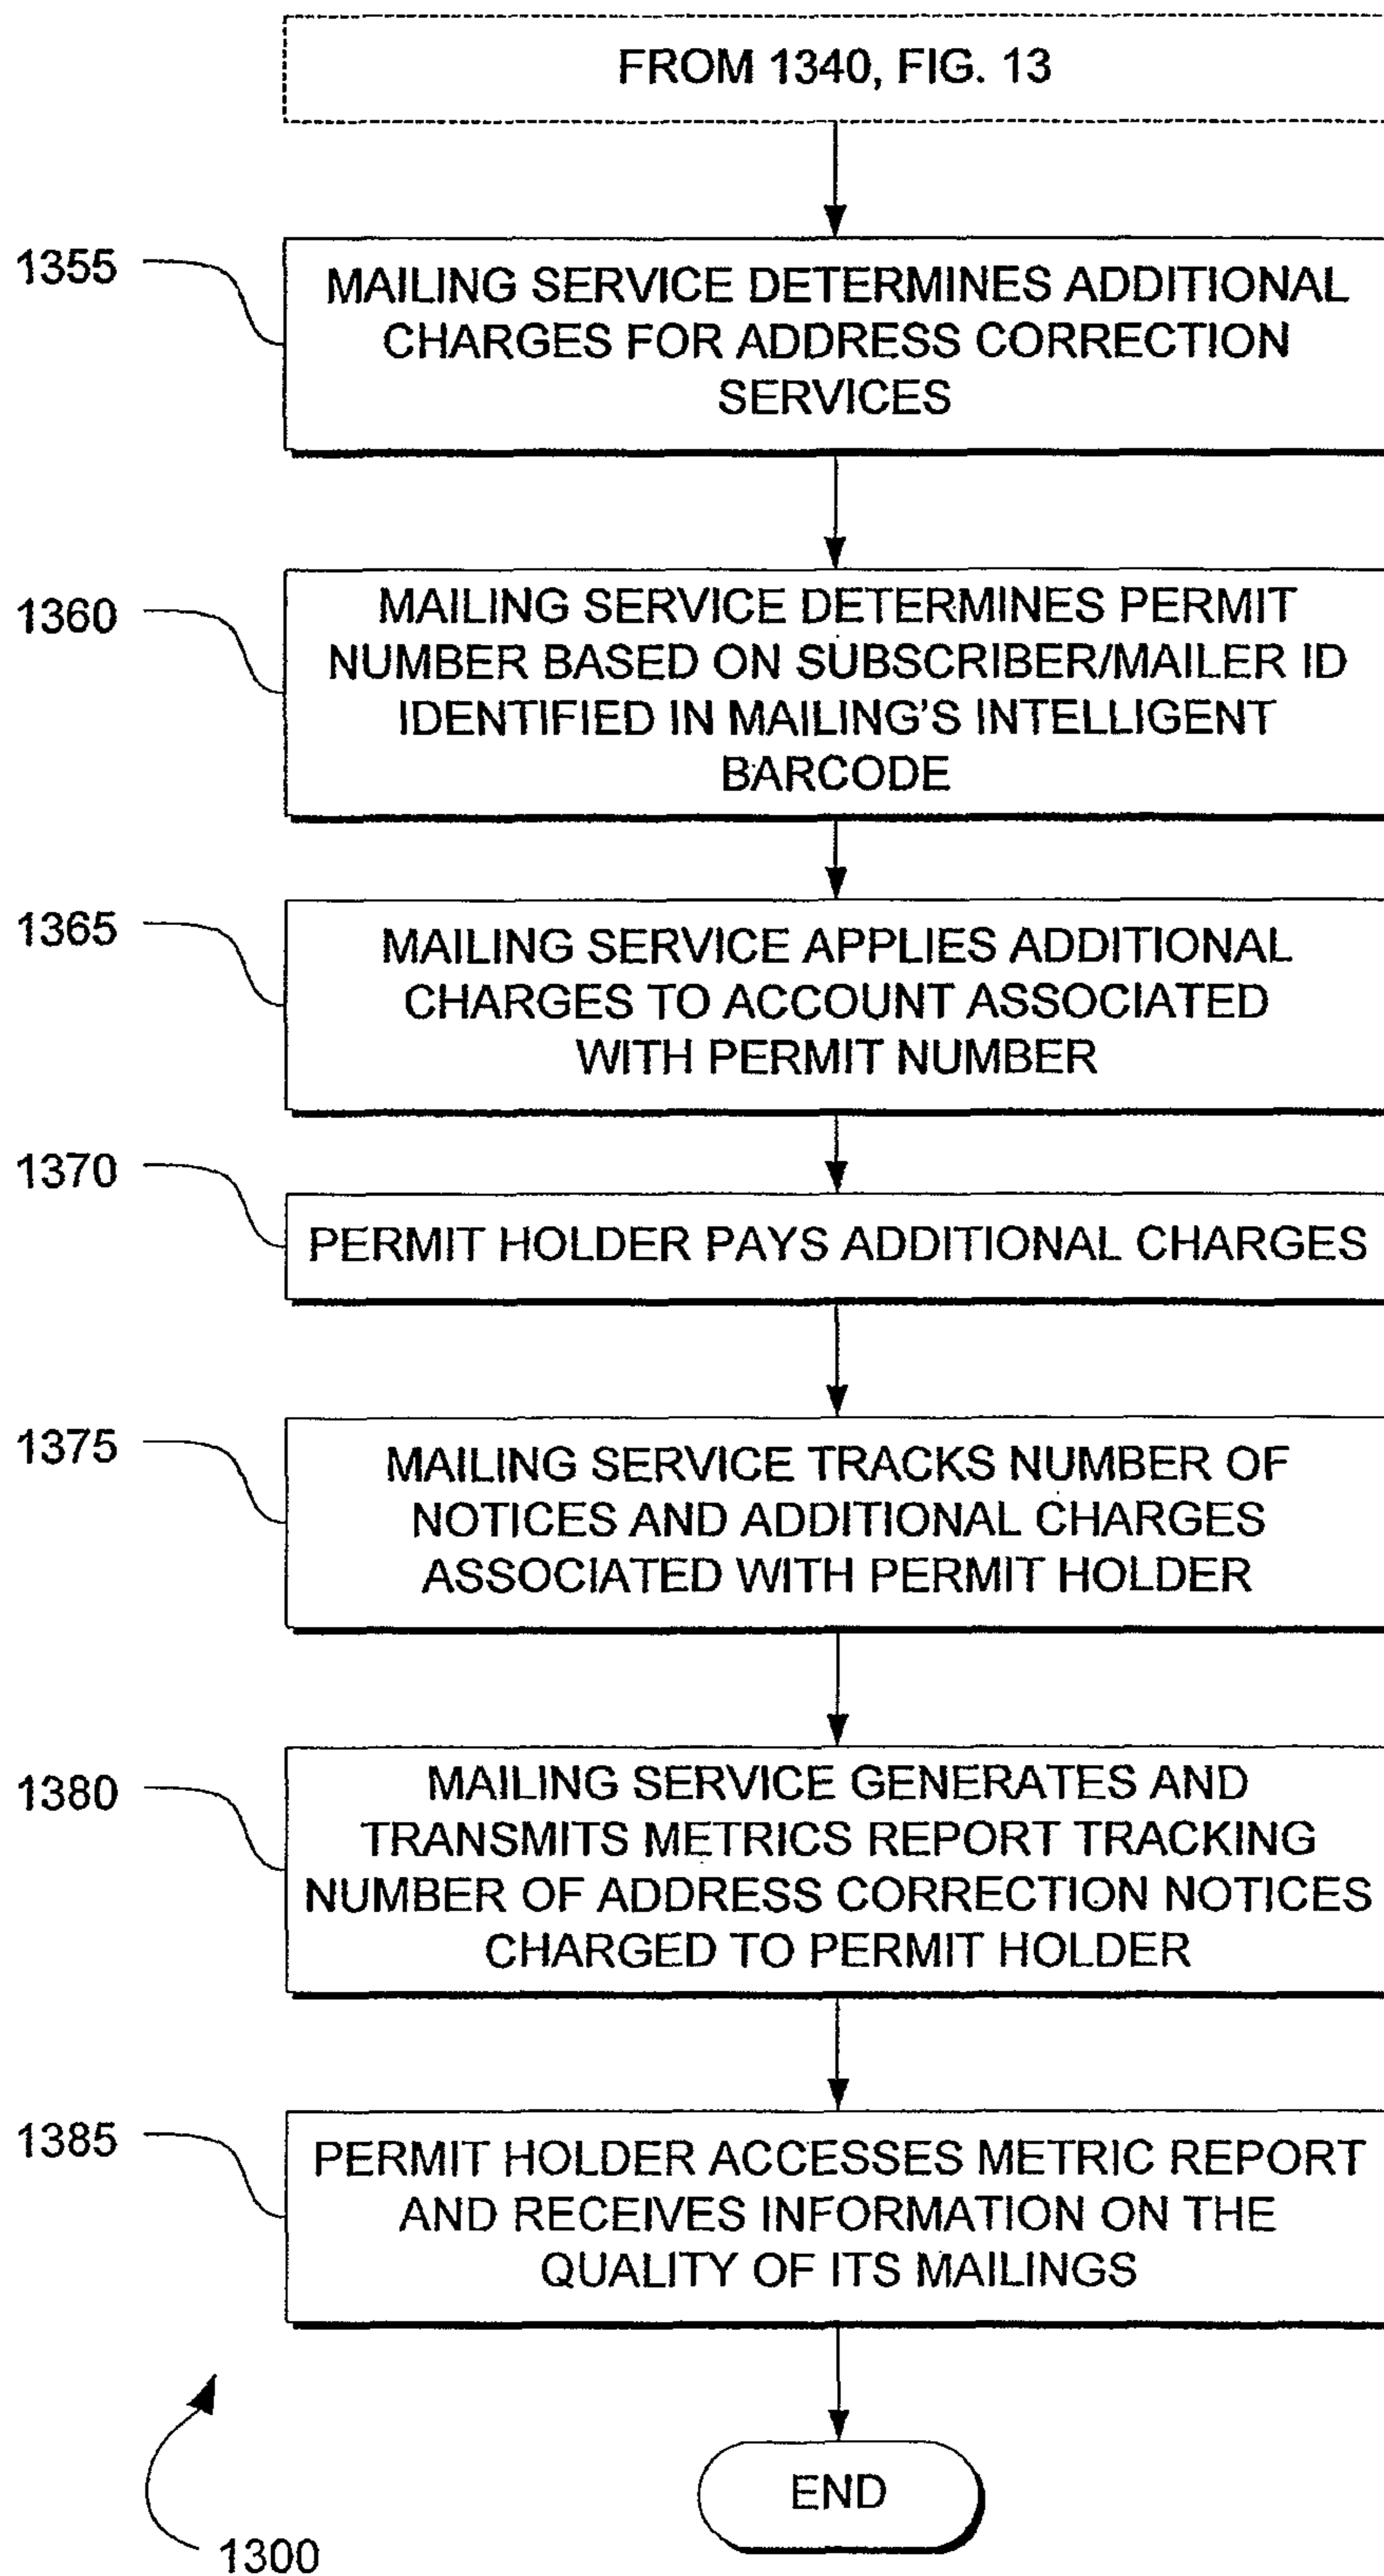 FROM 1340, FIG. 13
1355
MAILING SERVICE DETERMINES ADDITIONAL
CHARGES FOR ADDRESS CORRECTION
SERVICES
1360
MAILING SERVICE DETERMINES PERMIT
NUMBER BASED ON SUBSCRIBER/MAILER ID
IDENTIFIED IN MAILING'S INTELLIGENT
BARCODE
1365
MAILING SERVICE APPLIES ADDITIONAL
CHARGES TO ACCOUNT ASSOCIATED
WITH PERMIT NUMBER
1370
PERMIT HOLDER PAYS ADDITIONAL CHARGES
1375
MAILING SERVICE TRACKS NUMBER OF
NOTICES AND ADDITIONAL CHARGES
ASSOCIATED WITH PERMIT HOLDER
1380
MAILING SERVICE GENERATES AND
TRANSMITS METRICS REPORT TRACKING
NUMBER OF ADDRESS CORRECTION NOTICES
CHARGED TO PERMIT HOLDER
1385
PERMIT HOLDER ACCESSES METRIC REPORT
AND RECEIVES INFORMATION ON THE
QUALITY OF ITS MAILINGS
END
1300